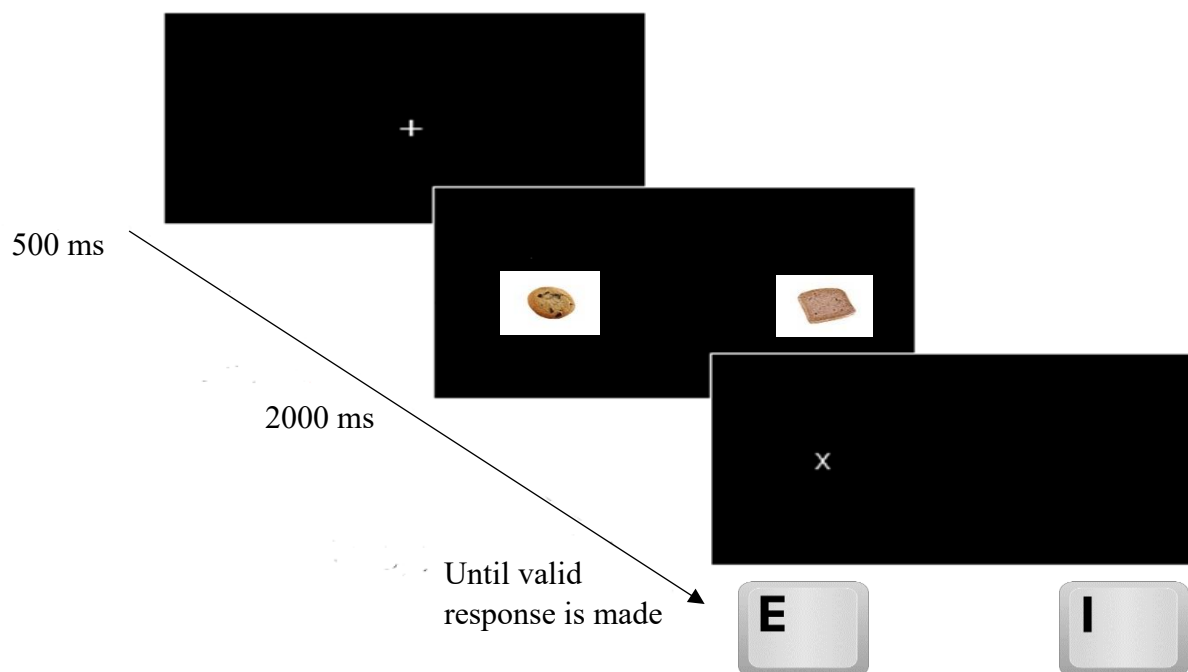 +
500 ms
2000 ms
x
Until valid
response is made
E
I